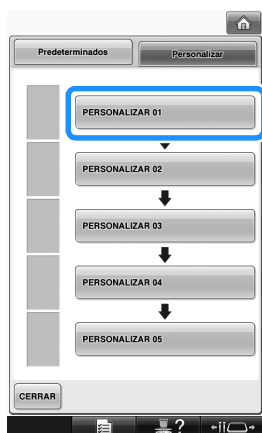 Predeterminados
Personalizar
PERSONALIZAR 01
PERSONALIZAR 02
PERSONALIZAR 03
PERSONALIZAR 04
PERSONALIZAR 05
CERRAR
?